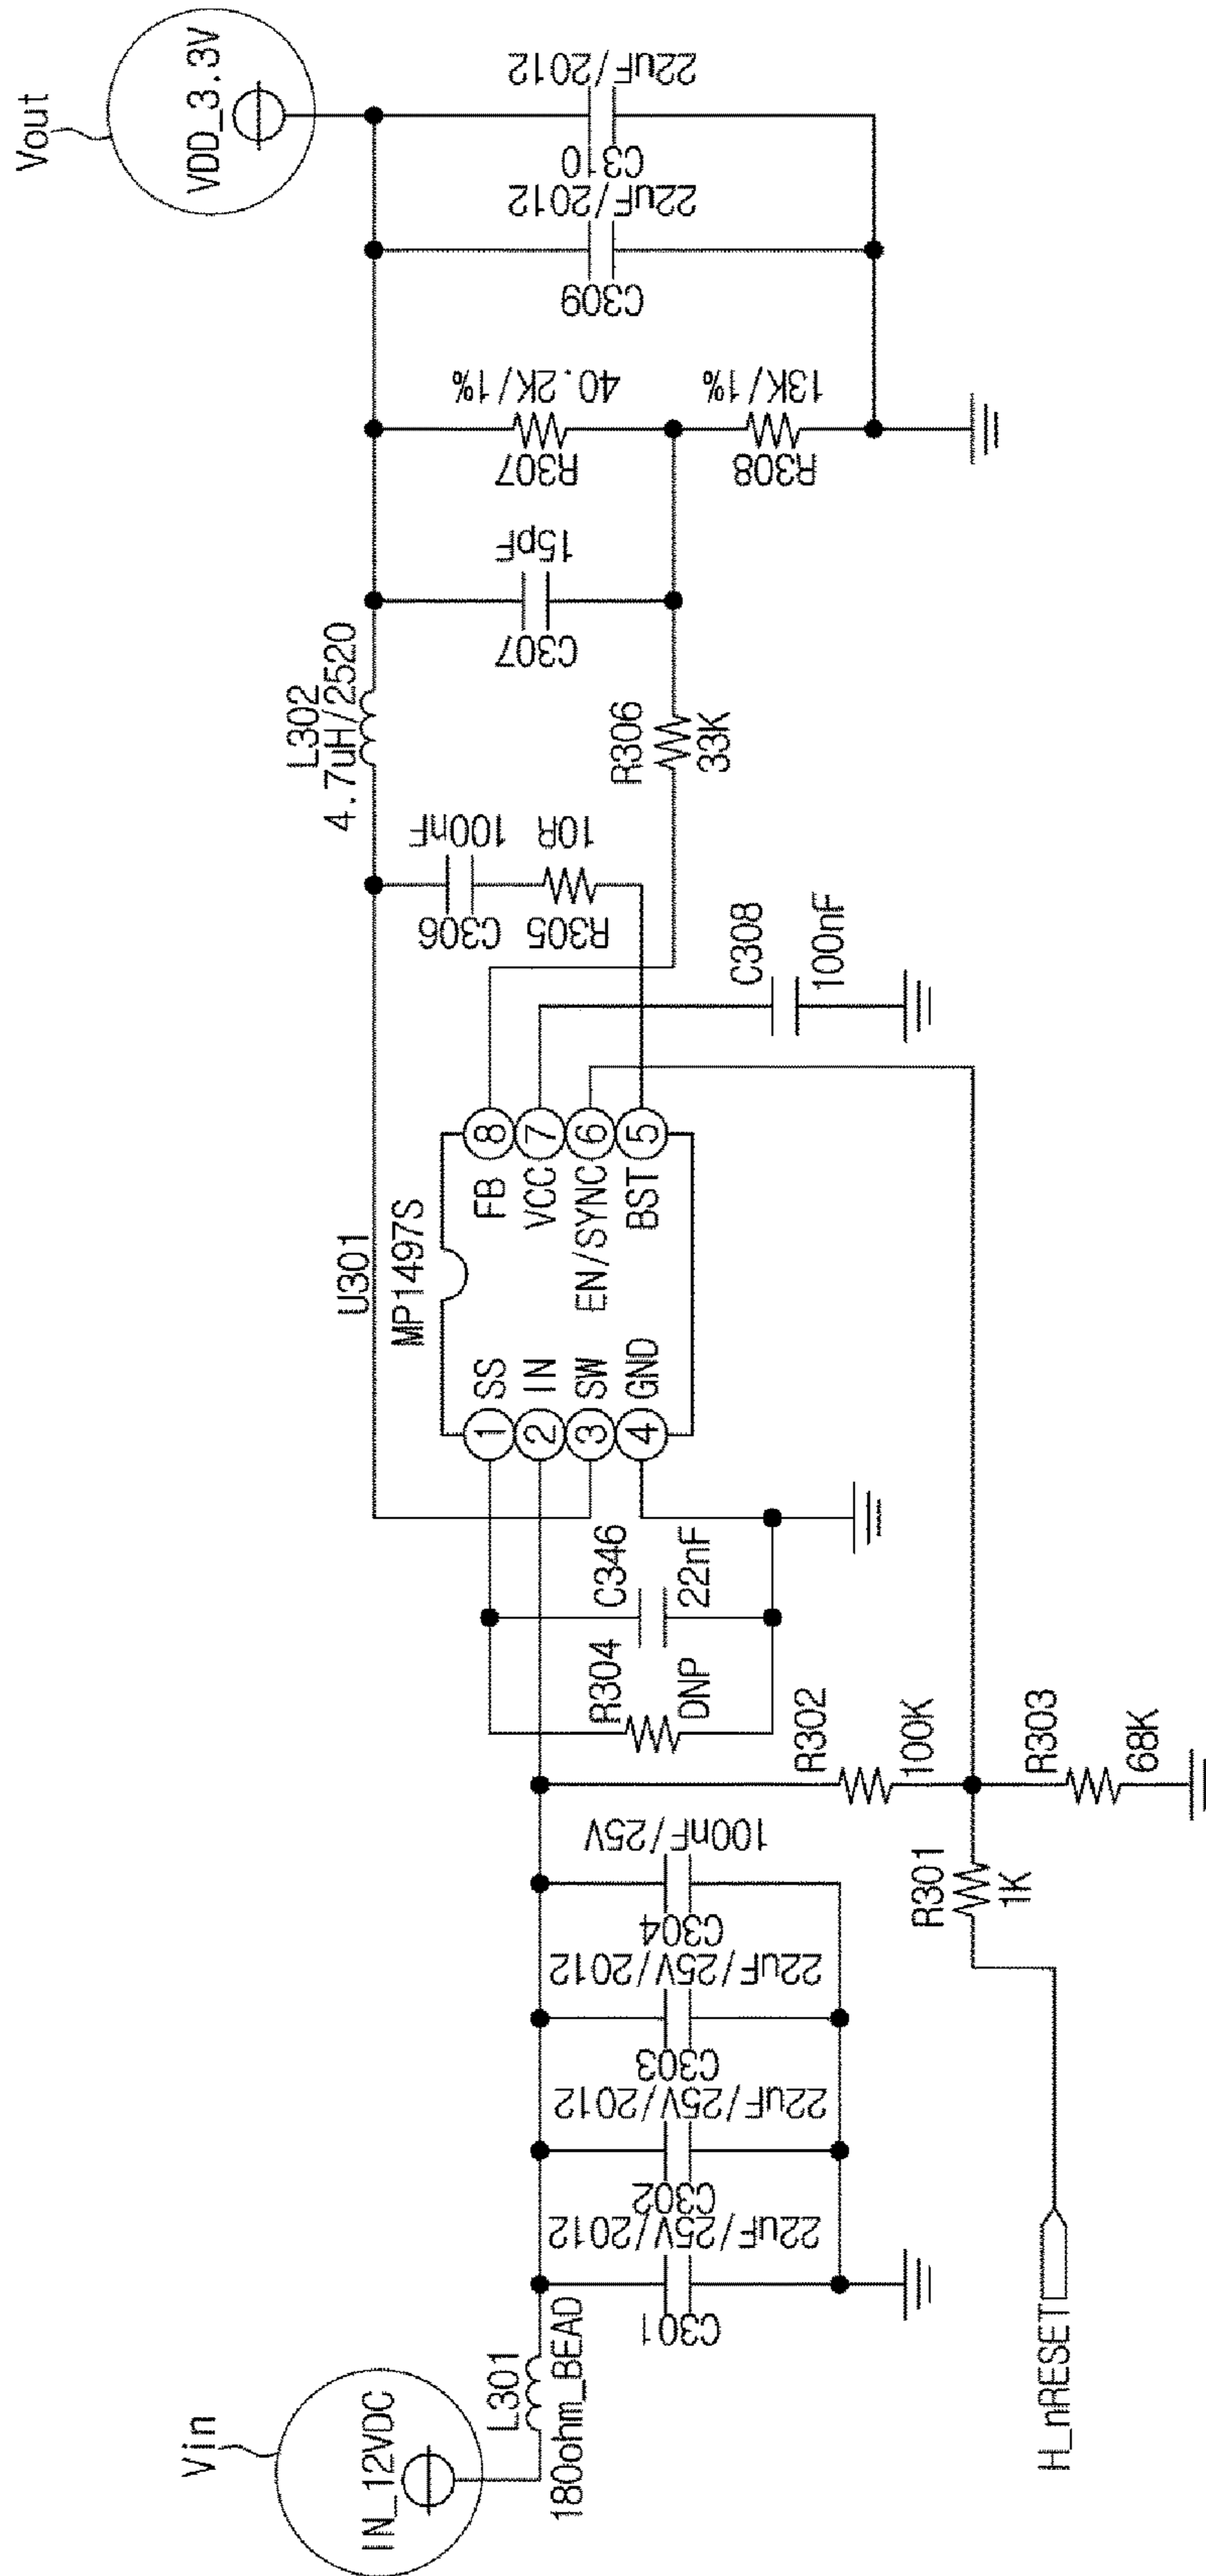 Vin
IN_12VDC
L301
180ohm_BEAD
C301
22uF/25V/2012
C302
22uF/25V/2012
C303
22uF/25V/2012
C304
100nF/25V
H_nRESET
R301
1K
R302
100K
R303
68K
R304
DNP
C346
22nF
U301
MP1497S
1
SS
2
IN
3
SW
4
GND
8
FB
7
VCC
6
EN/SYNC
5
BST
C308
100nF
C306
100nF
R305
10R
L302
4.7uH/2520
R306
33K
C307
15pF
R307
40.2K/1%
R308
13K/1%
C309
22uF/2012
C310
22uF/2012
Vout
VDD_3.3V